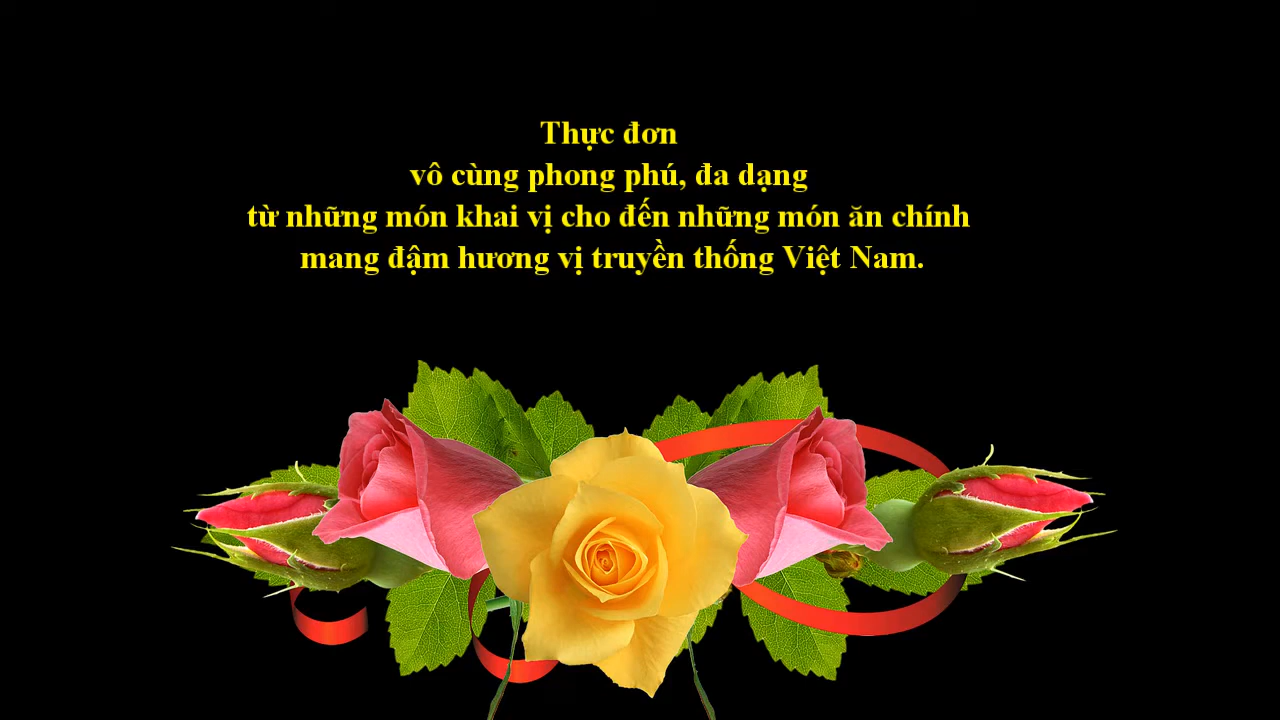 Thực đơn
vô cùng phong phú, đa dạng
từ những món khai vị cho đến những món ăn chính
mang đậm hương vị truyền thống Việt Nam.